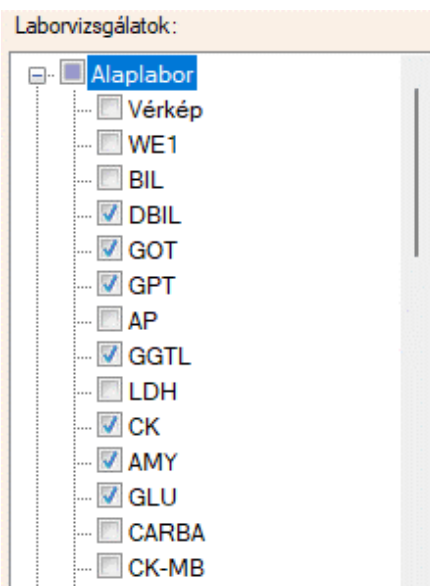 Laborvizsgálatok:
Alaplabor
Vérkép
WE1
BIL
DBIL
GOT
GPT
AP
GGTL
LDH
CK
AMY
GLU
CARBA
CK-MB